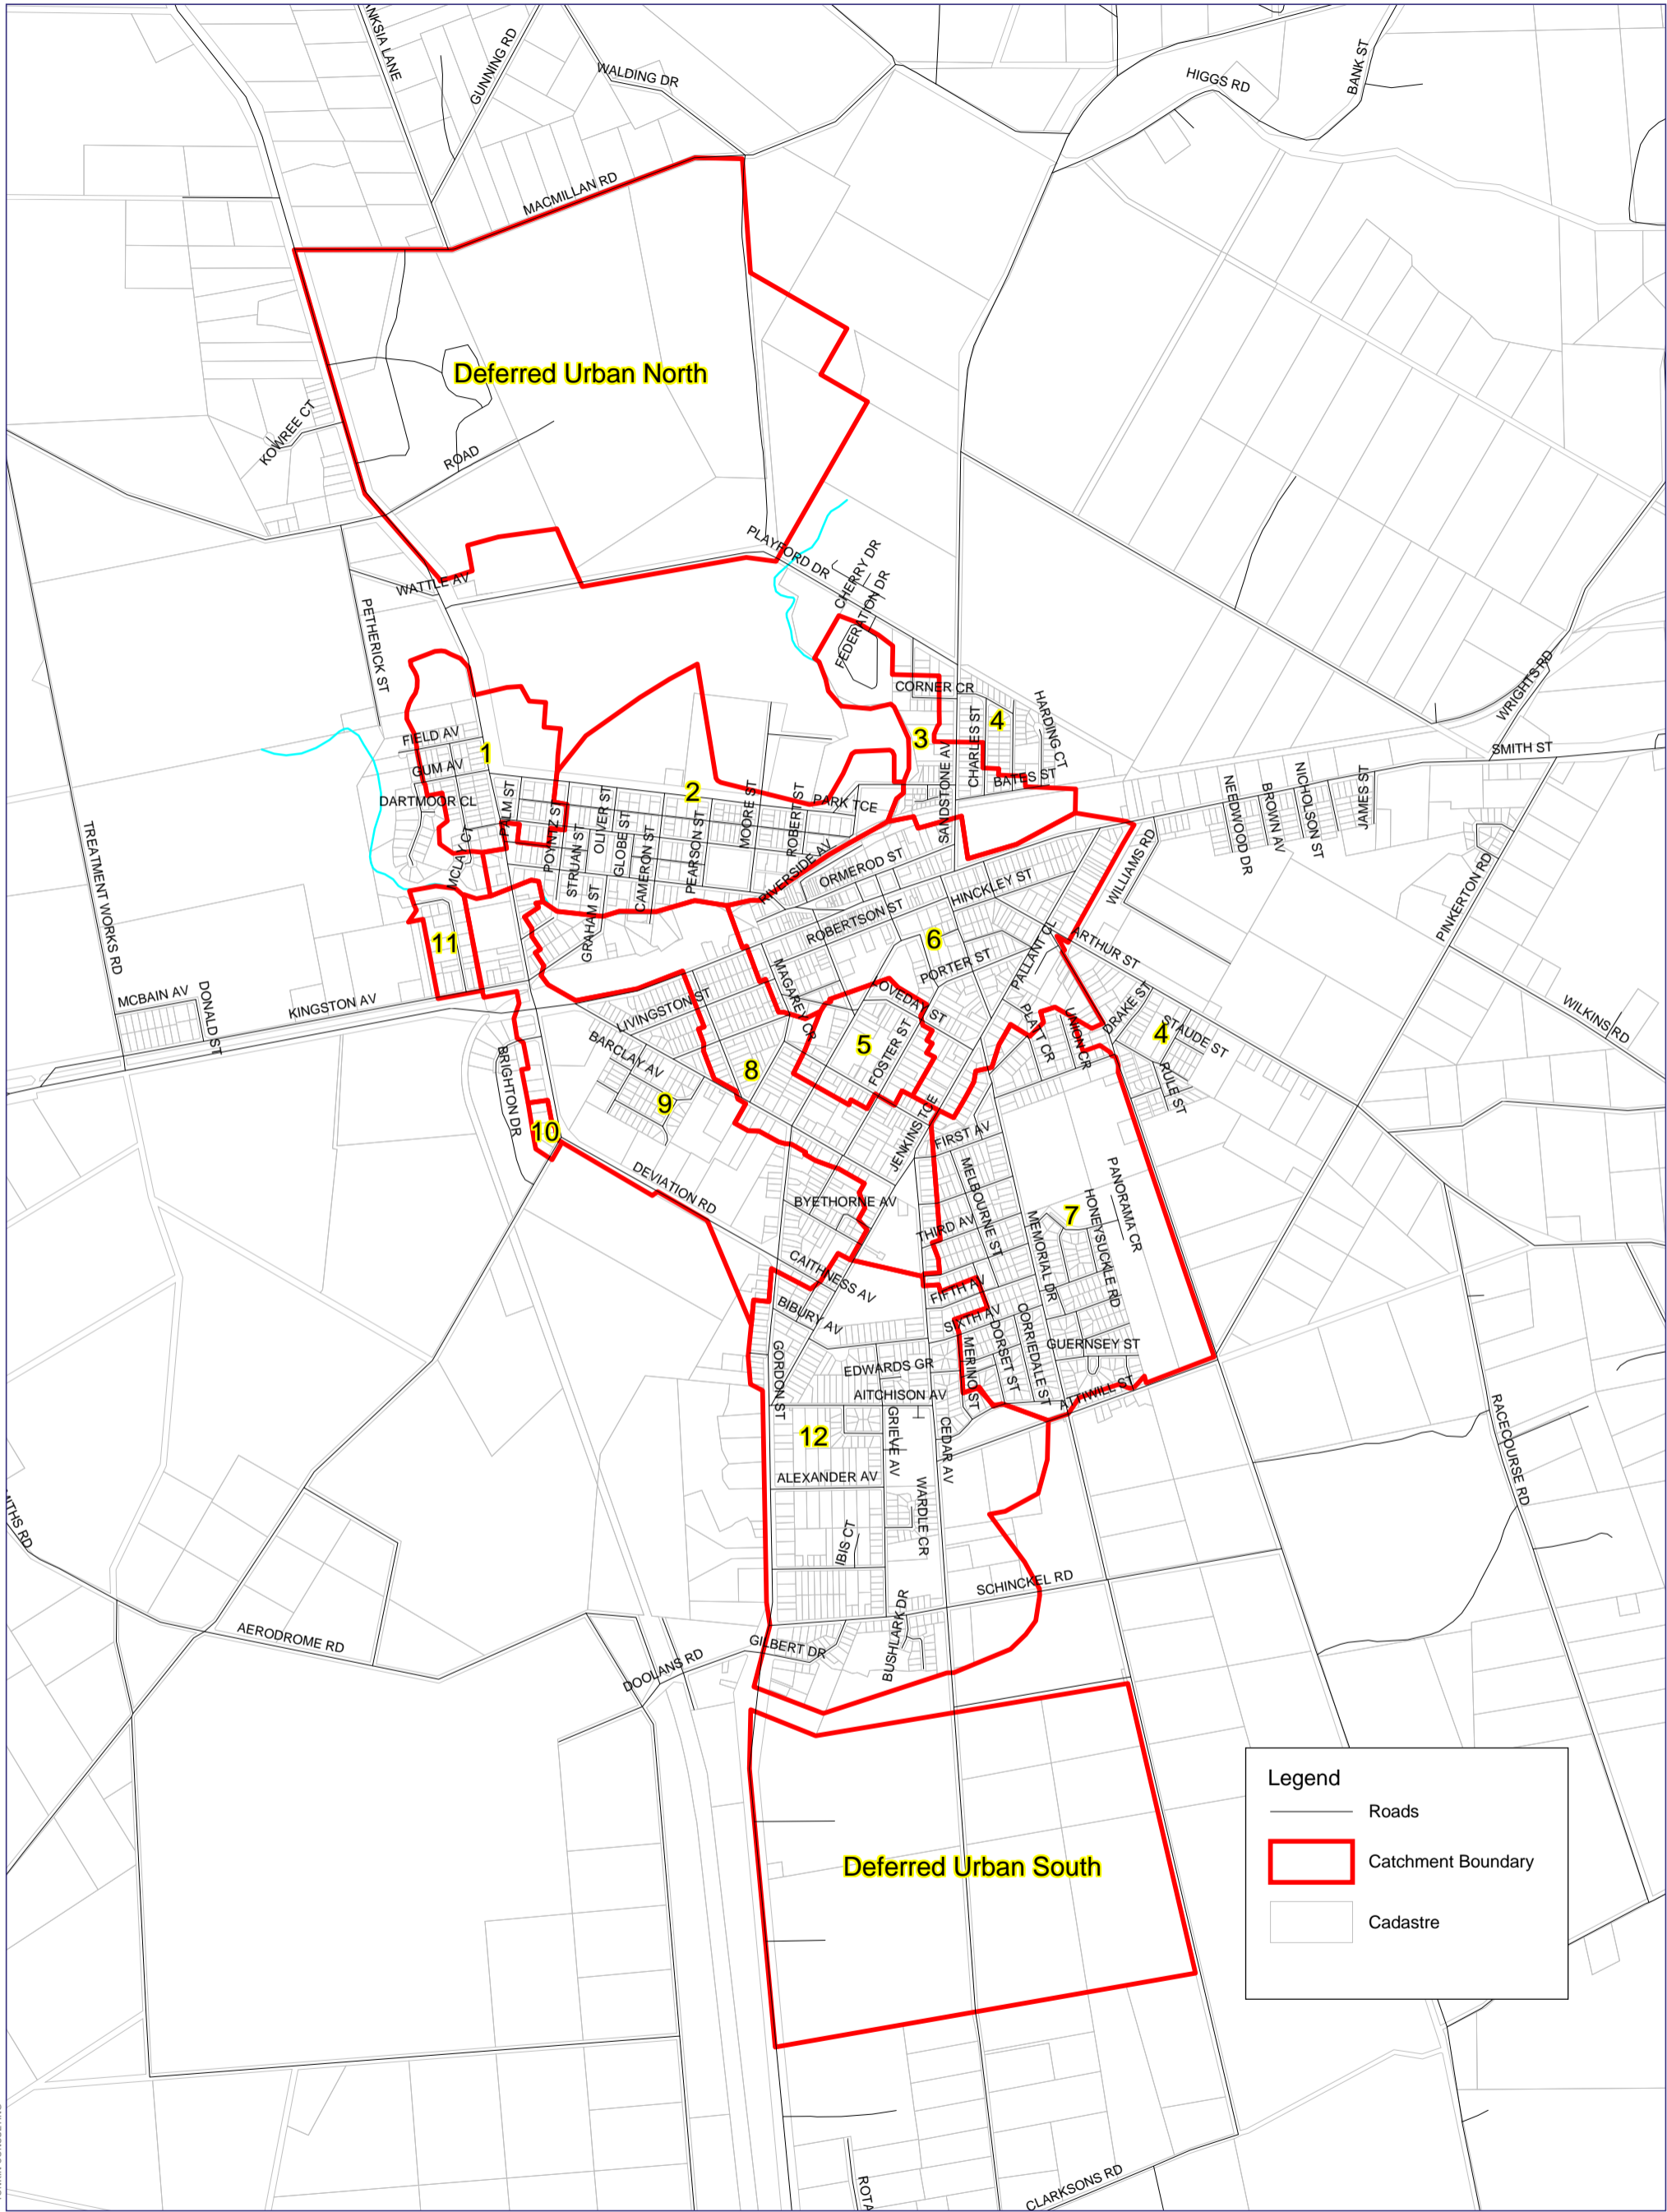 GUNNING RD
WALDING DR
HIGGS RD
BANK ST
MACMILLAN RD
Deferred Urban North
KOWREE CT
ROAD
PLAYFORD DR
CHERRY DR
FEDERATION DR
WATTLE AV
PETHERICK ST
CORNER CR
HARDING CT
WRIGHTS RD
SMITH ST
FIELD AV
1
GUM AV
DARTMOOR CL
MCLAY CT
2
3
4
CHARLES ST
SANDSTONE AV
BATES ST
PARK TCE
PALM ST
POYNTZ ST
STRUAN ST
OLIVER ST
GLOBE ST
CAMERON ST
GRAHAM ST
PEARSON ST
MOORE ST
ROBERT ST
RIVERSIDE AV
ORMEROD ST
ROBERTSON ST
HINCKLEY ST
NEEDWOOD DR
BROWN AV
NICHOLSON ST
JAMES ST
WILLIAMS RD
PINKERTON RD
WILKINS RD
TREATMENT WORKS RD
MCBAIN AV
DONALD ST
KINGSTON AV
11
6
PORTER ST
PALLANT CL
ARTHUR ST
MAGAREY CR
LOVEDAY ST
LIVINGSTON ST
BARCLAY AV
BRIGHTON DR
5
FOSTER ST
8
9
10
PLATT CR
UNION CR
DRAKE ST
4
STAUDE ST
RULE ST
JENKINS TCE
FIRST AV
DEVIATION RD
BYETHORNE AV
MELBOURNE ST
THIRD AV
MEMORIAL DR
7
HONEYSUCKLE RD
PANORAMA CR
CAITHNESS AV
BIBURY AV
FIFTH AV
SIXTH AV
GORDON ST
EDWARDS GR
MERINO ST
DORSET ST
CORRIEDALE ST
GUERNSEY ST
ATTIWILL ST
AITCHISON AV
12
GRIEVE AV
CEDAR AV
ALEXANDER AV
WARDLE CR
IBIS CT
RACECOURSE RD
SCHINCKEL RD
BUSHLARK DR
GILBERT DR
DOOLANS RD
AERODROME RD
Deferred Urban South
CLARKSONS RD
Legend
Roads
Catchment Boundary
Cadastre